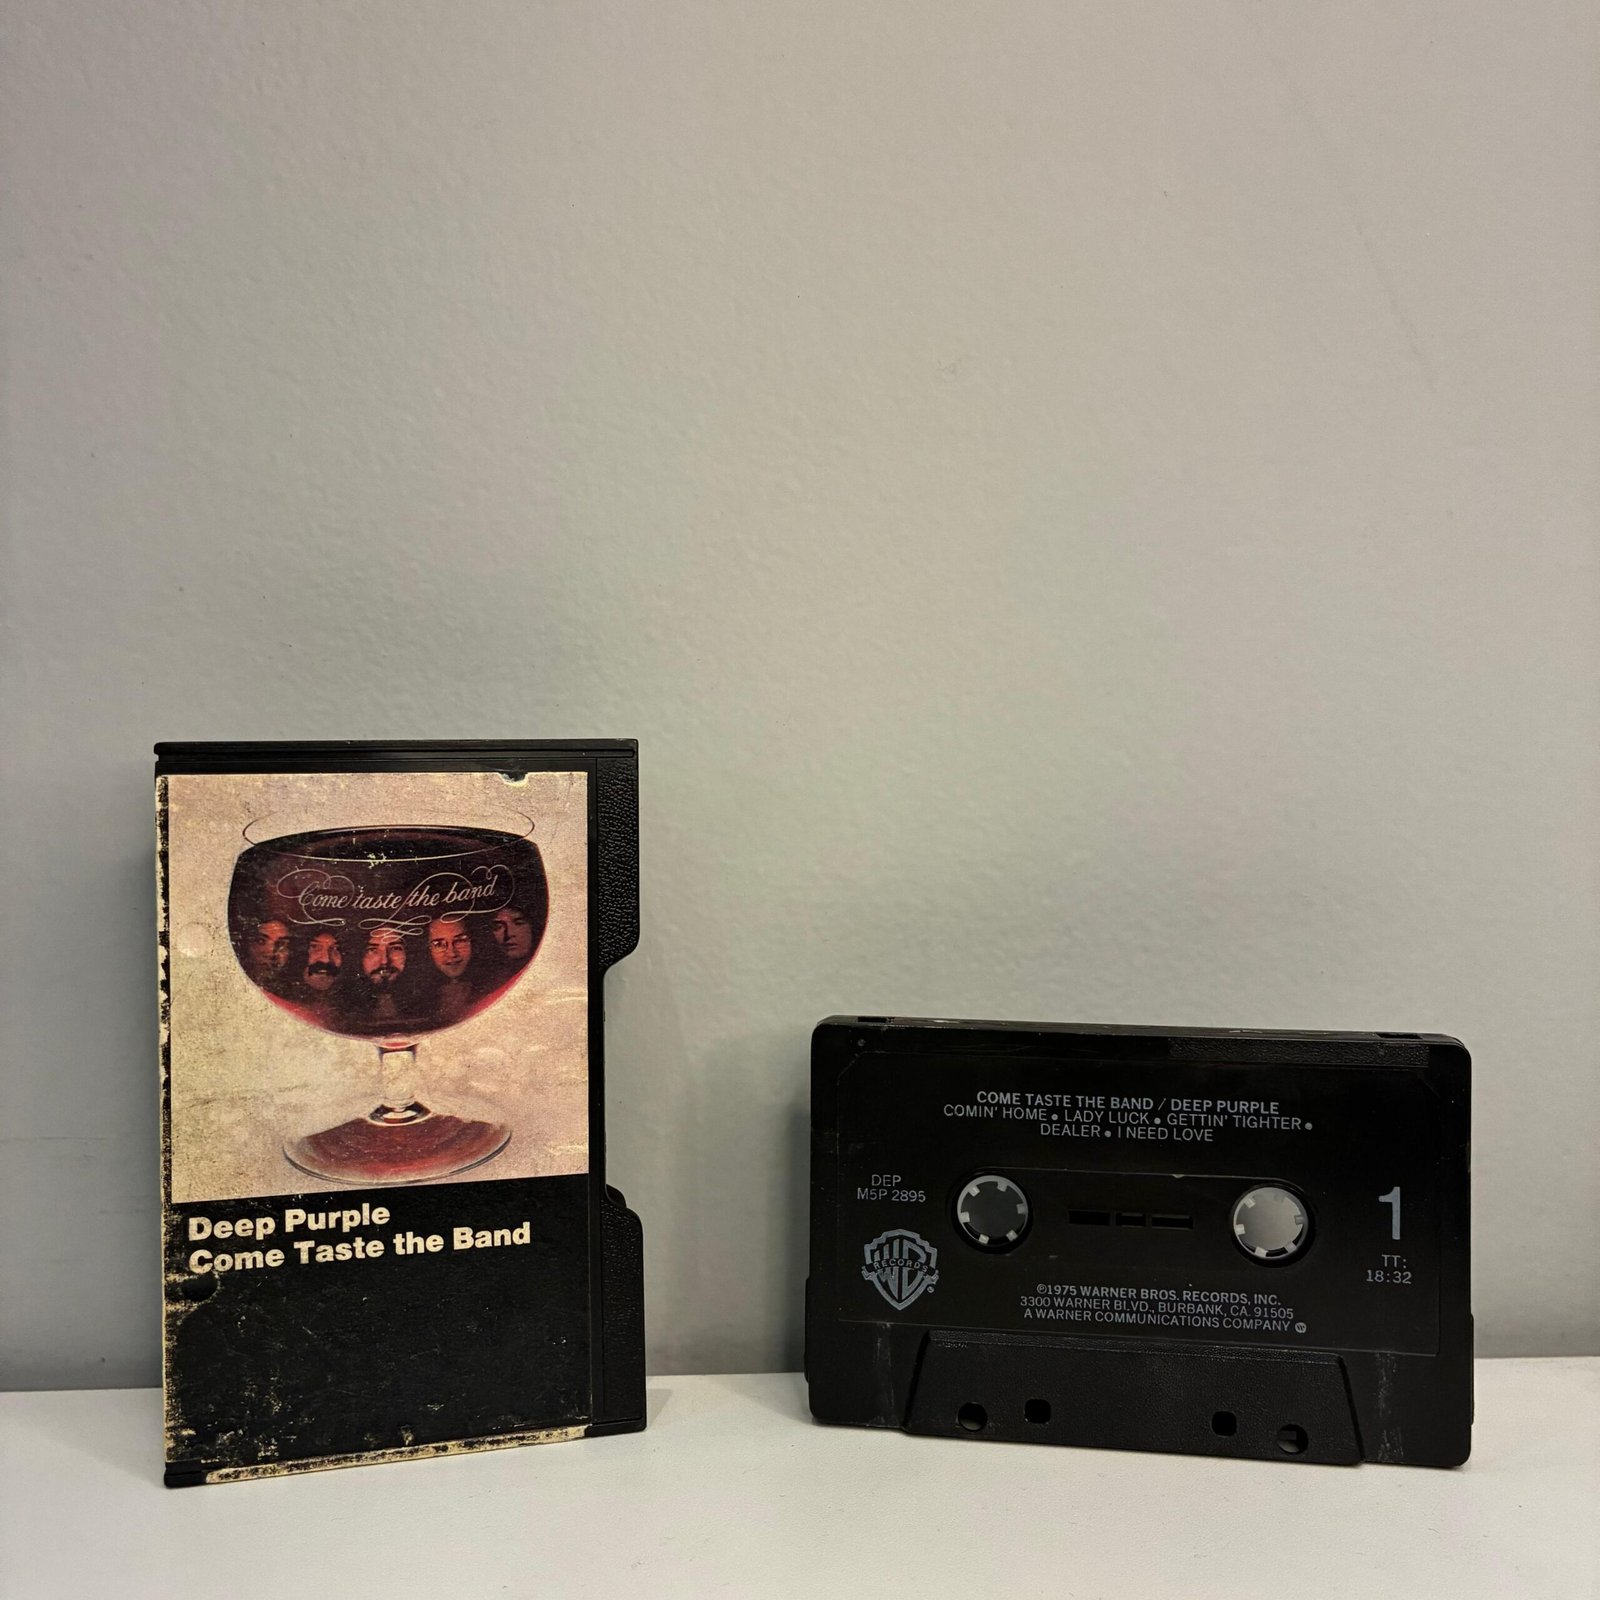 Come taste the band
Deep Purple
Come Taste the Band
COME TASTE THE BAND / DEEP PURPLE
COMIN' HOME • LADY LUCK • GETTIN' TIGHTER •
DEALER • I NEED LOVE
DEP
M5P 2895
WB
RECORDS
®
1
TT:
18:32
℗1975 WARNER BROS. RECORDS, INC.
3300 WARNER BLVD., BURBANK, CA. 91505
A WARNER COMMUNICATIONS COMPANY